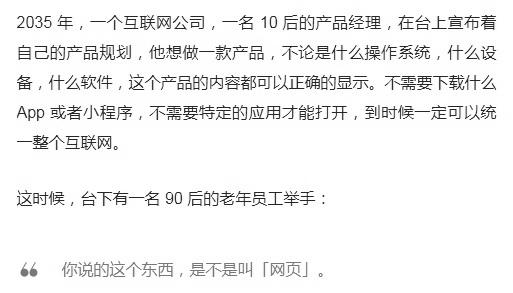 2035 年，一个互联网公司，一名 10 后的产品经理，在台上宣布着
自己的产品规划，他想做一款产品，不论是什么操作系统，什么设
备，什么软件，这个产品的内容都可以正确的显示。不需要下载什么
App 或者小程序，不需要特定的应用才能打开，到时候一定可以统
一整个互联网。
这时候，台下有一名 90 后的老年员工举手：
“ 你说的这个东西，是不是叫「网页」。